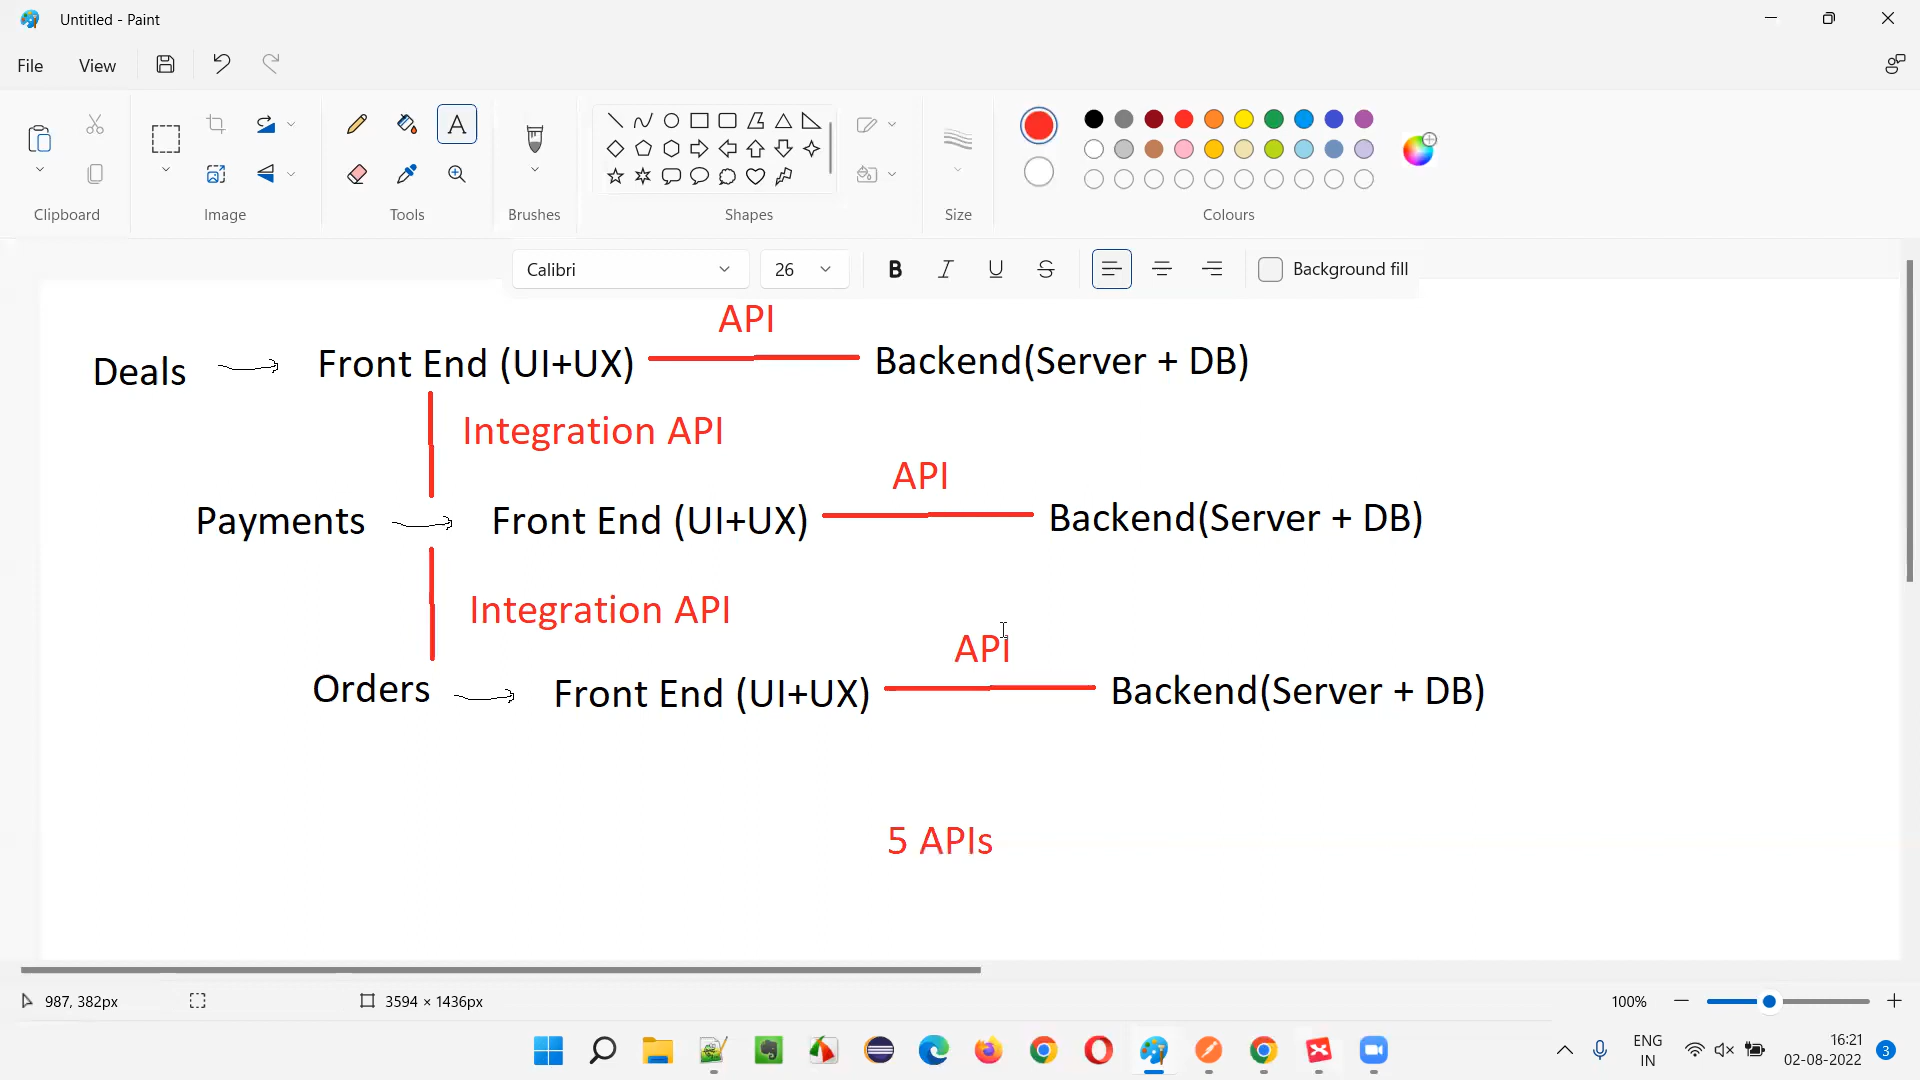 Untitled - Paint
File View
Clipboard Image Tools Brushes Shapes Size Colours
Calibri 26 B I U S Background fill
API
Deals Front End (UI+UX) Backend(Server + DB)
Integration API
API
Payments Front End (UI+UX) Backend(Server + DB)
Integration API
API
Orders Front End (UI+UX) Backend(Server + DB)
5 APIs
987, 382px 3594 × 1436px 100%
ENG 16:21
IN 02-08-2022 3